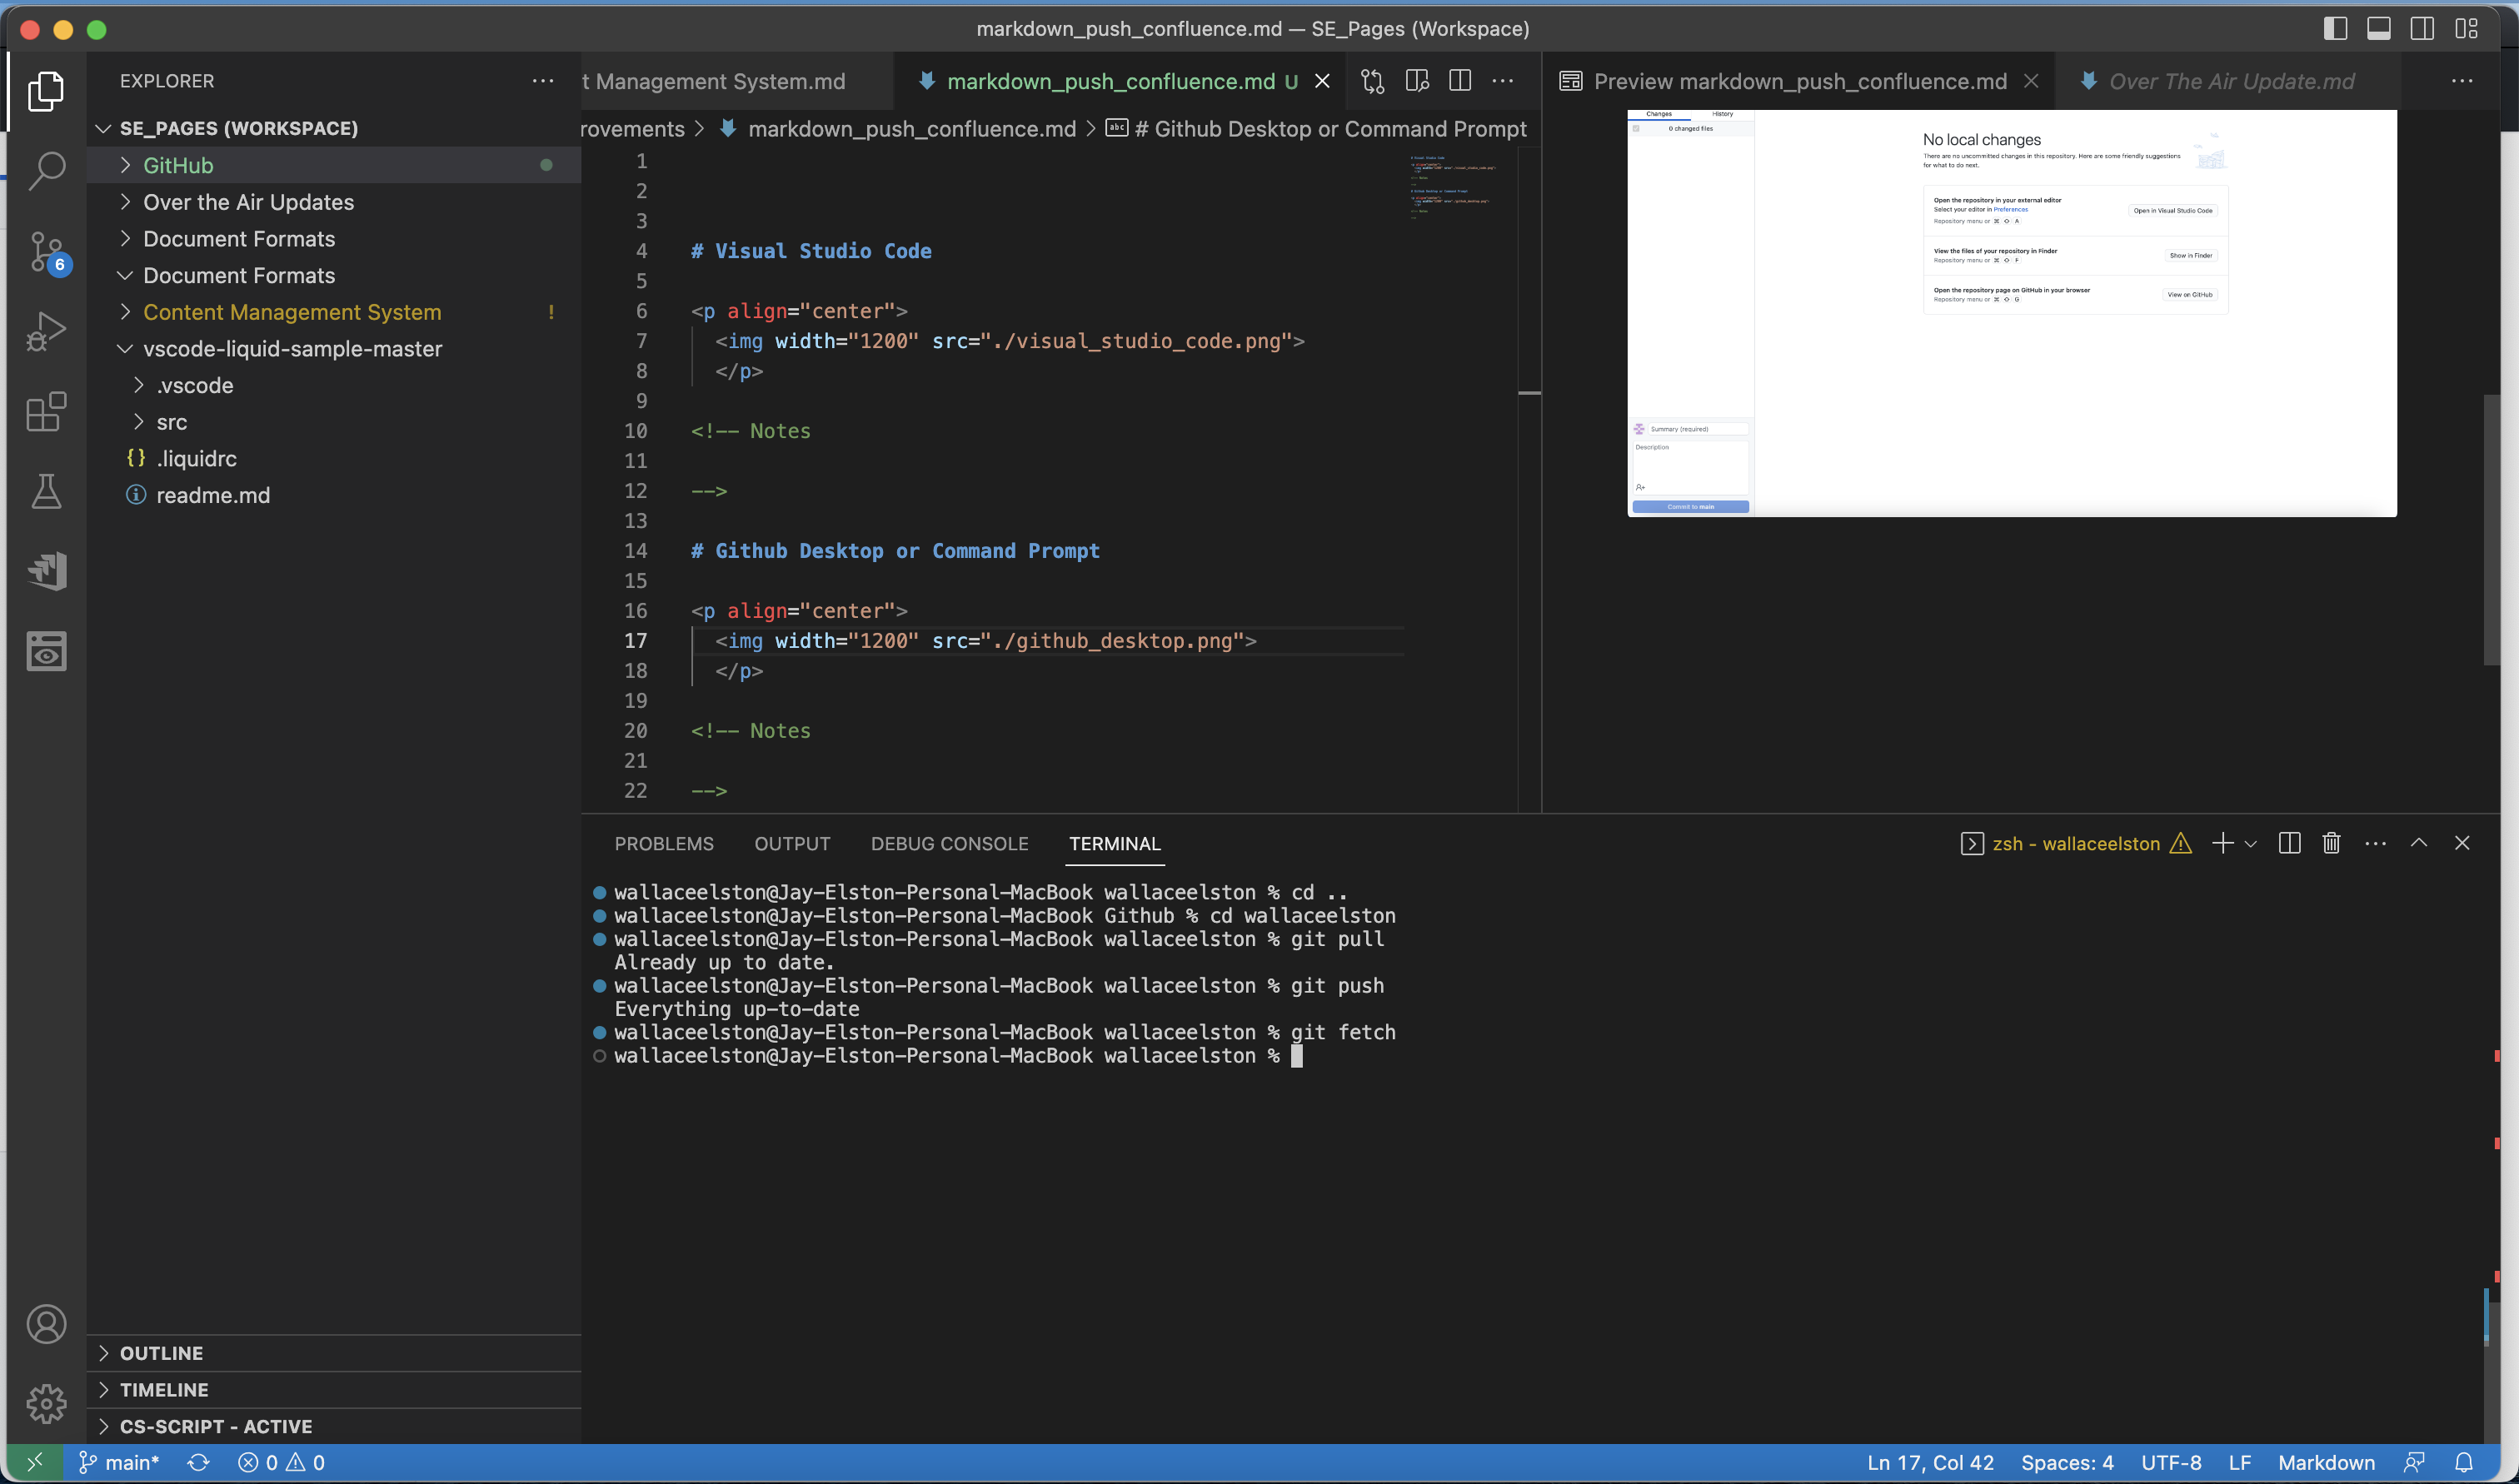 markdown_push_confluence.md — SE_Pages (Workspace)
EXPLORER
SE_PAGES (WORKSPACE)
GitHub
Over the Air Updates
Document Formats
Document Formats
Content Management System !
vscode-liquid-sample-master
.vscode
src
{} .liquidrc
readme.md
6
OUTLINE
TIMELINE
CS-SCRIPT - ACTIVE
t Management System.md
markdown_push_confluence.md U
rovements > markdown_push_confluence.md > abc # Github Desktop or Command Prompt
1
2
3
4 # Visual Studio Code
5
6 <p align="center">
7 <img width="1200" src="./visual_studio_code.png">
8 </p>
9
10 <!-- Notes
11
12 -->
13
14 # Github Desktop or Command Prompt
15
16 <p align="center">
17 <img width="1200" src="./github_desktop.png">
18 </p>
19
20 <!-- Notes
21
22 -->
Preview markdown_push_confluence.md
Over The Air Update.md
Changes History
0 changed files
No local changes
There are no uncommitted changes in this repository. Here are some friendly suggestions
for what to do next.
Open the repository in your external editor
Select your editor in Preferences
Repository menu or ⌘ ⇧ A
Open in Visual Studio Code
View the files of your repository in Finder
Repository menu or ⌘ ⇧ F
Show in Finder
Open the repository page on GitHub in your browser
Repository menu or ⌘ ⇧ G
View on GitHub
Summary (required)
Description
Commit to main
PROBLEMS OUTPUT DEBUG CONSOLE TERMINAL
zsh - wallaceelston
wallaceelston@Jay-Elston-Personal-MacBook wallaceelston % cd ..
wallaceelston@Jay-Elston-Personal-MacBook Github % cd wallaceelston
wallaceelston@Jay-Elston-Personal-MacBook wallaceelston % git pull
Already up to date.
wallaceelston@Jay-Elston-Personal-MacBook wallaceelston % git push
Everything up-to-date
wallaceelston@Jay-Elston-Personal-MacBook wallaceelston % git fetch
wallaceelston@Jay-Elston-Personal-MacBook wallaceelston %
main* 0 0
Ln 17, Col 42 Spaces: 4 UTF-8 LF Markdown